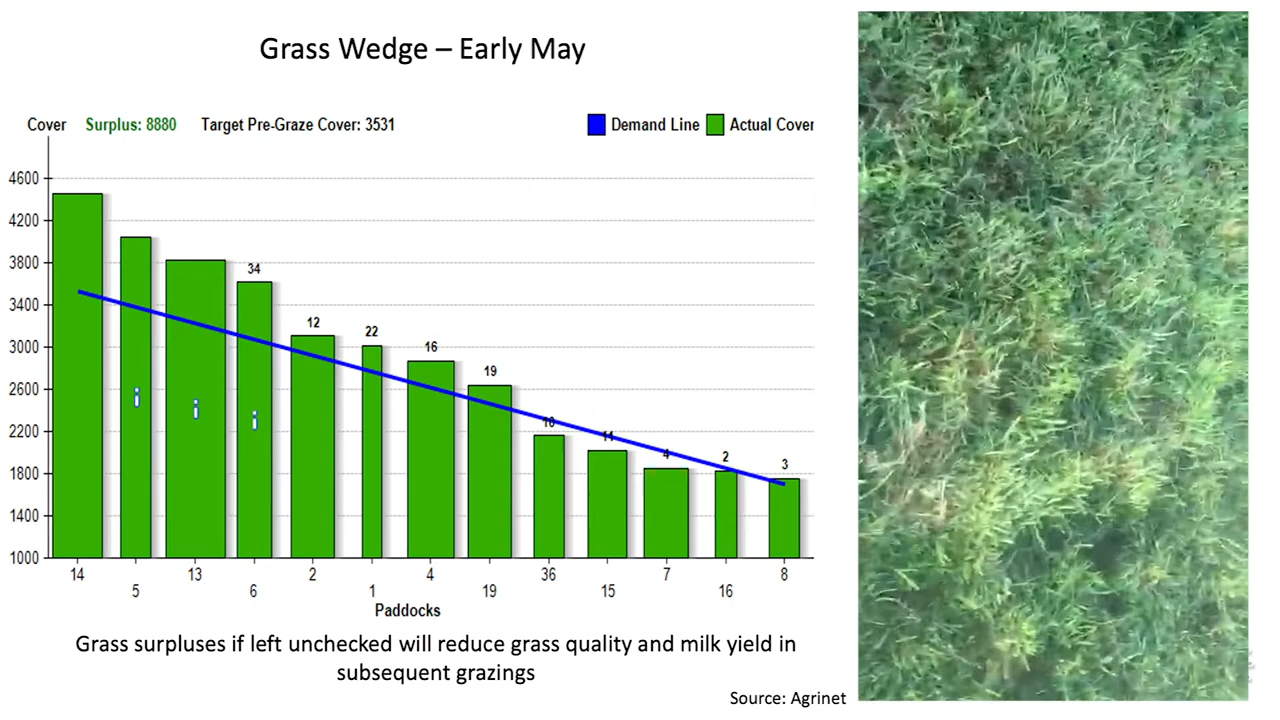 Grass Wedge – Early May
Cover Surplus: 8880 Target Pre-Graze Cover: 3531 Demand Line Actual Cover
4600
4200
3800
3400
3000
2600
2200
1800
1400
1000
34
12
22
16
19
10
11
4
2
3
i
i
i
14 13 2 4 36 7 8
5 6 1 19 15 16
Paddocks
Grass surpluses if left unchecked will reduce grass quality and milk yield in
subsequent grazings
Source: Agrinet